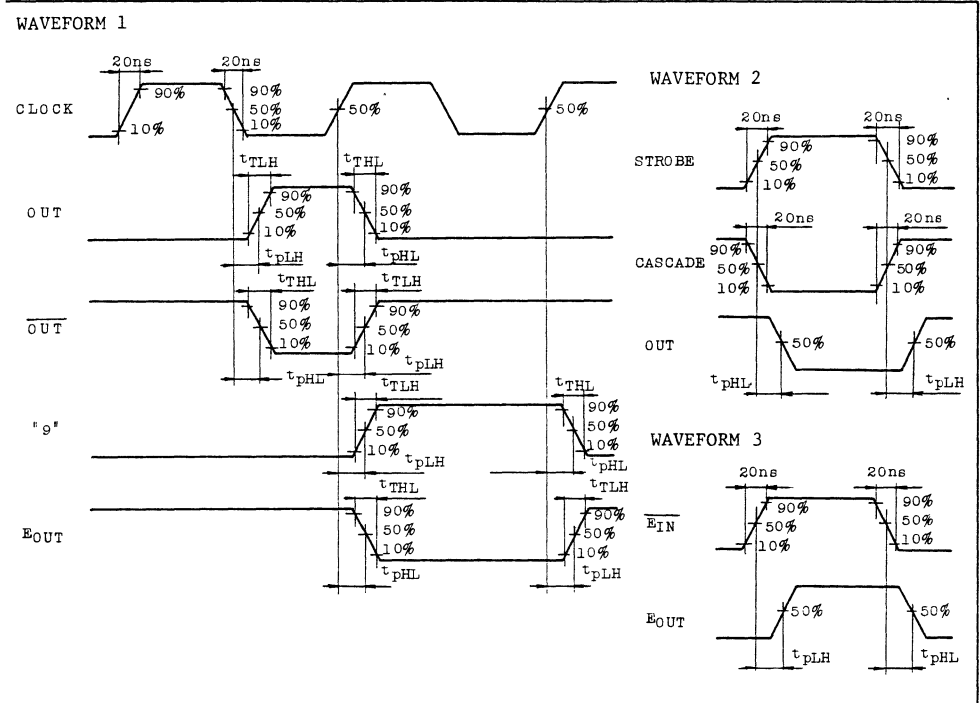 WAVEFORM 1
20ns 20ns
CLOCK
90%
10%
90%
50%
10%
50%
50%
tTLH tTHL
OUT
90%
50%
10%
90%
50%
10%
tpLH tpHL
tTHL tTLH
OUT
90%
50%
10%
90%
50%
10%
tpHL tpLH
tTLH tTHL
"9"
90%
50%
10%
90%
50%
10%
tpLH tpHL
tTHL tTLH
EOUT
90%
50%
10%
90%
50%
10%
tpHL tpLH
WAVEFORM 2
20ns 20ns
STROBE
90%
50%
10%
90%
50%
10%
20ns 20ns
CASCADE
90%
50%
10%
90%
50%
10%
OUT
50% 50%
tpHL tpLH
WAVEFORM 3
20ns 20ns
EIN
90%
50%
10%
90%
50%
10%
EOUT
50% 50%
tpLH tpHL